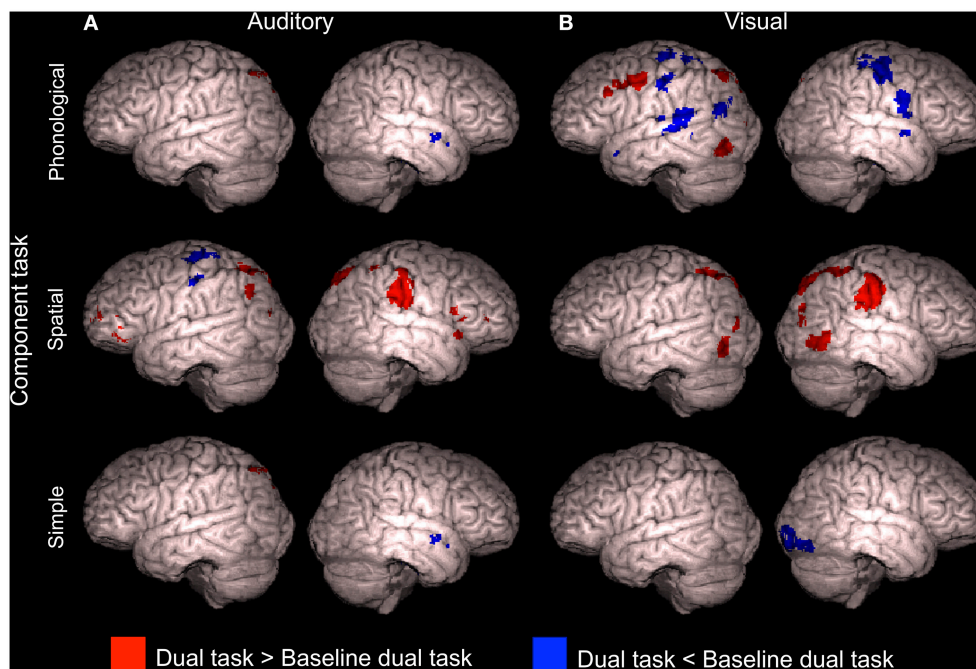 A Auditory B Visual
Phonological
Spatial
Simple
Component task
Dual task > Baseline dual task
Dual task < Baseline dual task